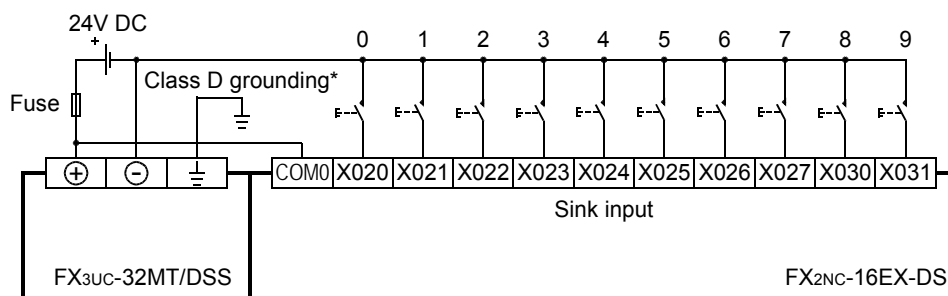 24V DC
+
0 1 2 3 4 5 6 7 8 9
Class D grounding*
Fuse
+ -
COM0 X020 X021 X022 X023 X024 X025 X026 X027 X030 X031
Sink input
FX3UC-32MT/DSS
FX2NC-16EX-DS